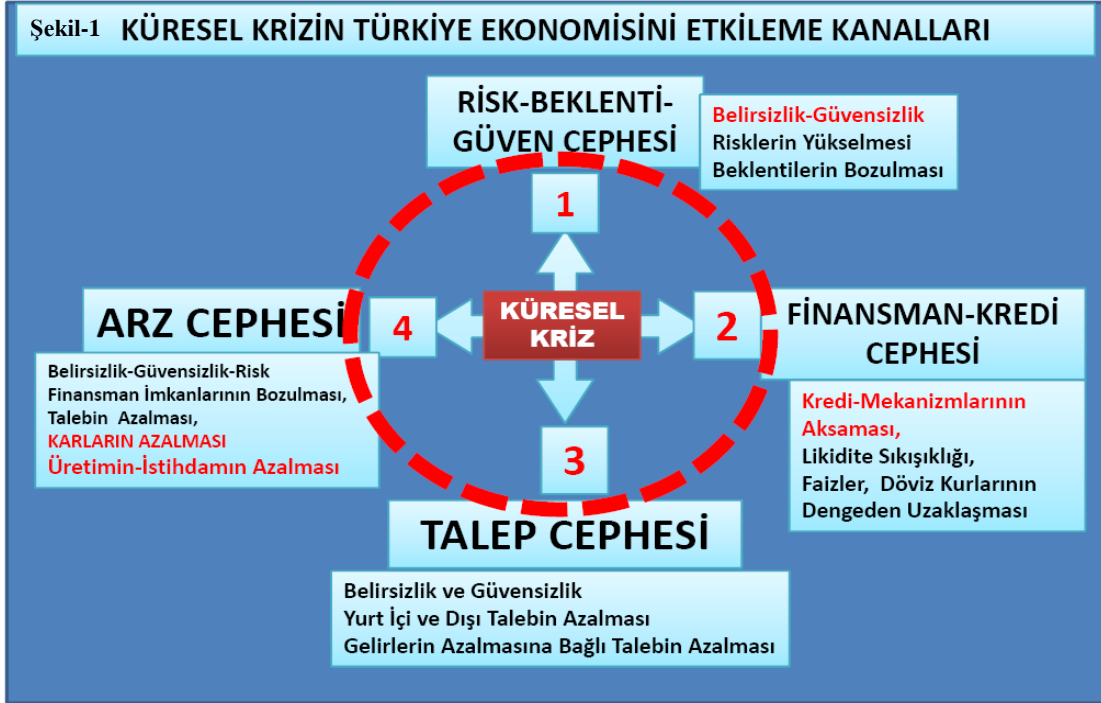 Şekil-1 KÜRESEL KRİZİN TÜRKİYE EKONOMİSİNİ ETKİLEME KANALLARI
RİSK-BEKLENTİ-
GÜVEN CEPHESİ
Belirsizlik-Güvensizlik
Risklerin Yükselmesi
Beklentilerin Bozulması
1
KÜRESEL
KRİZ
2
FİNANSMAN-KREDİ
CEPHESİ
Kredi-Mekanizmlarının
Aksaması,
Likidite Sıkışıklığı,
Faizler, Döviz Kurlarının
Dengeden Uzaklaşması
3
TALEP CEPHESİ
Belirsizlik ve Güvensizlik
Yurt İçi ve Dışı Talebin Azalması
Gelirlerin Azalmasına Bağlı Talebin Azalması
4
ARZ CEPHESİ
Belirsizlik-Güvensizlik-Risk
Finansman İmkanlarının Bozulması,
Talebin Azalması,
KARLARIN AZALMASI
Üretimin-İstihdamın Azalması